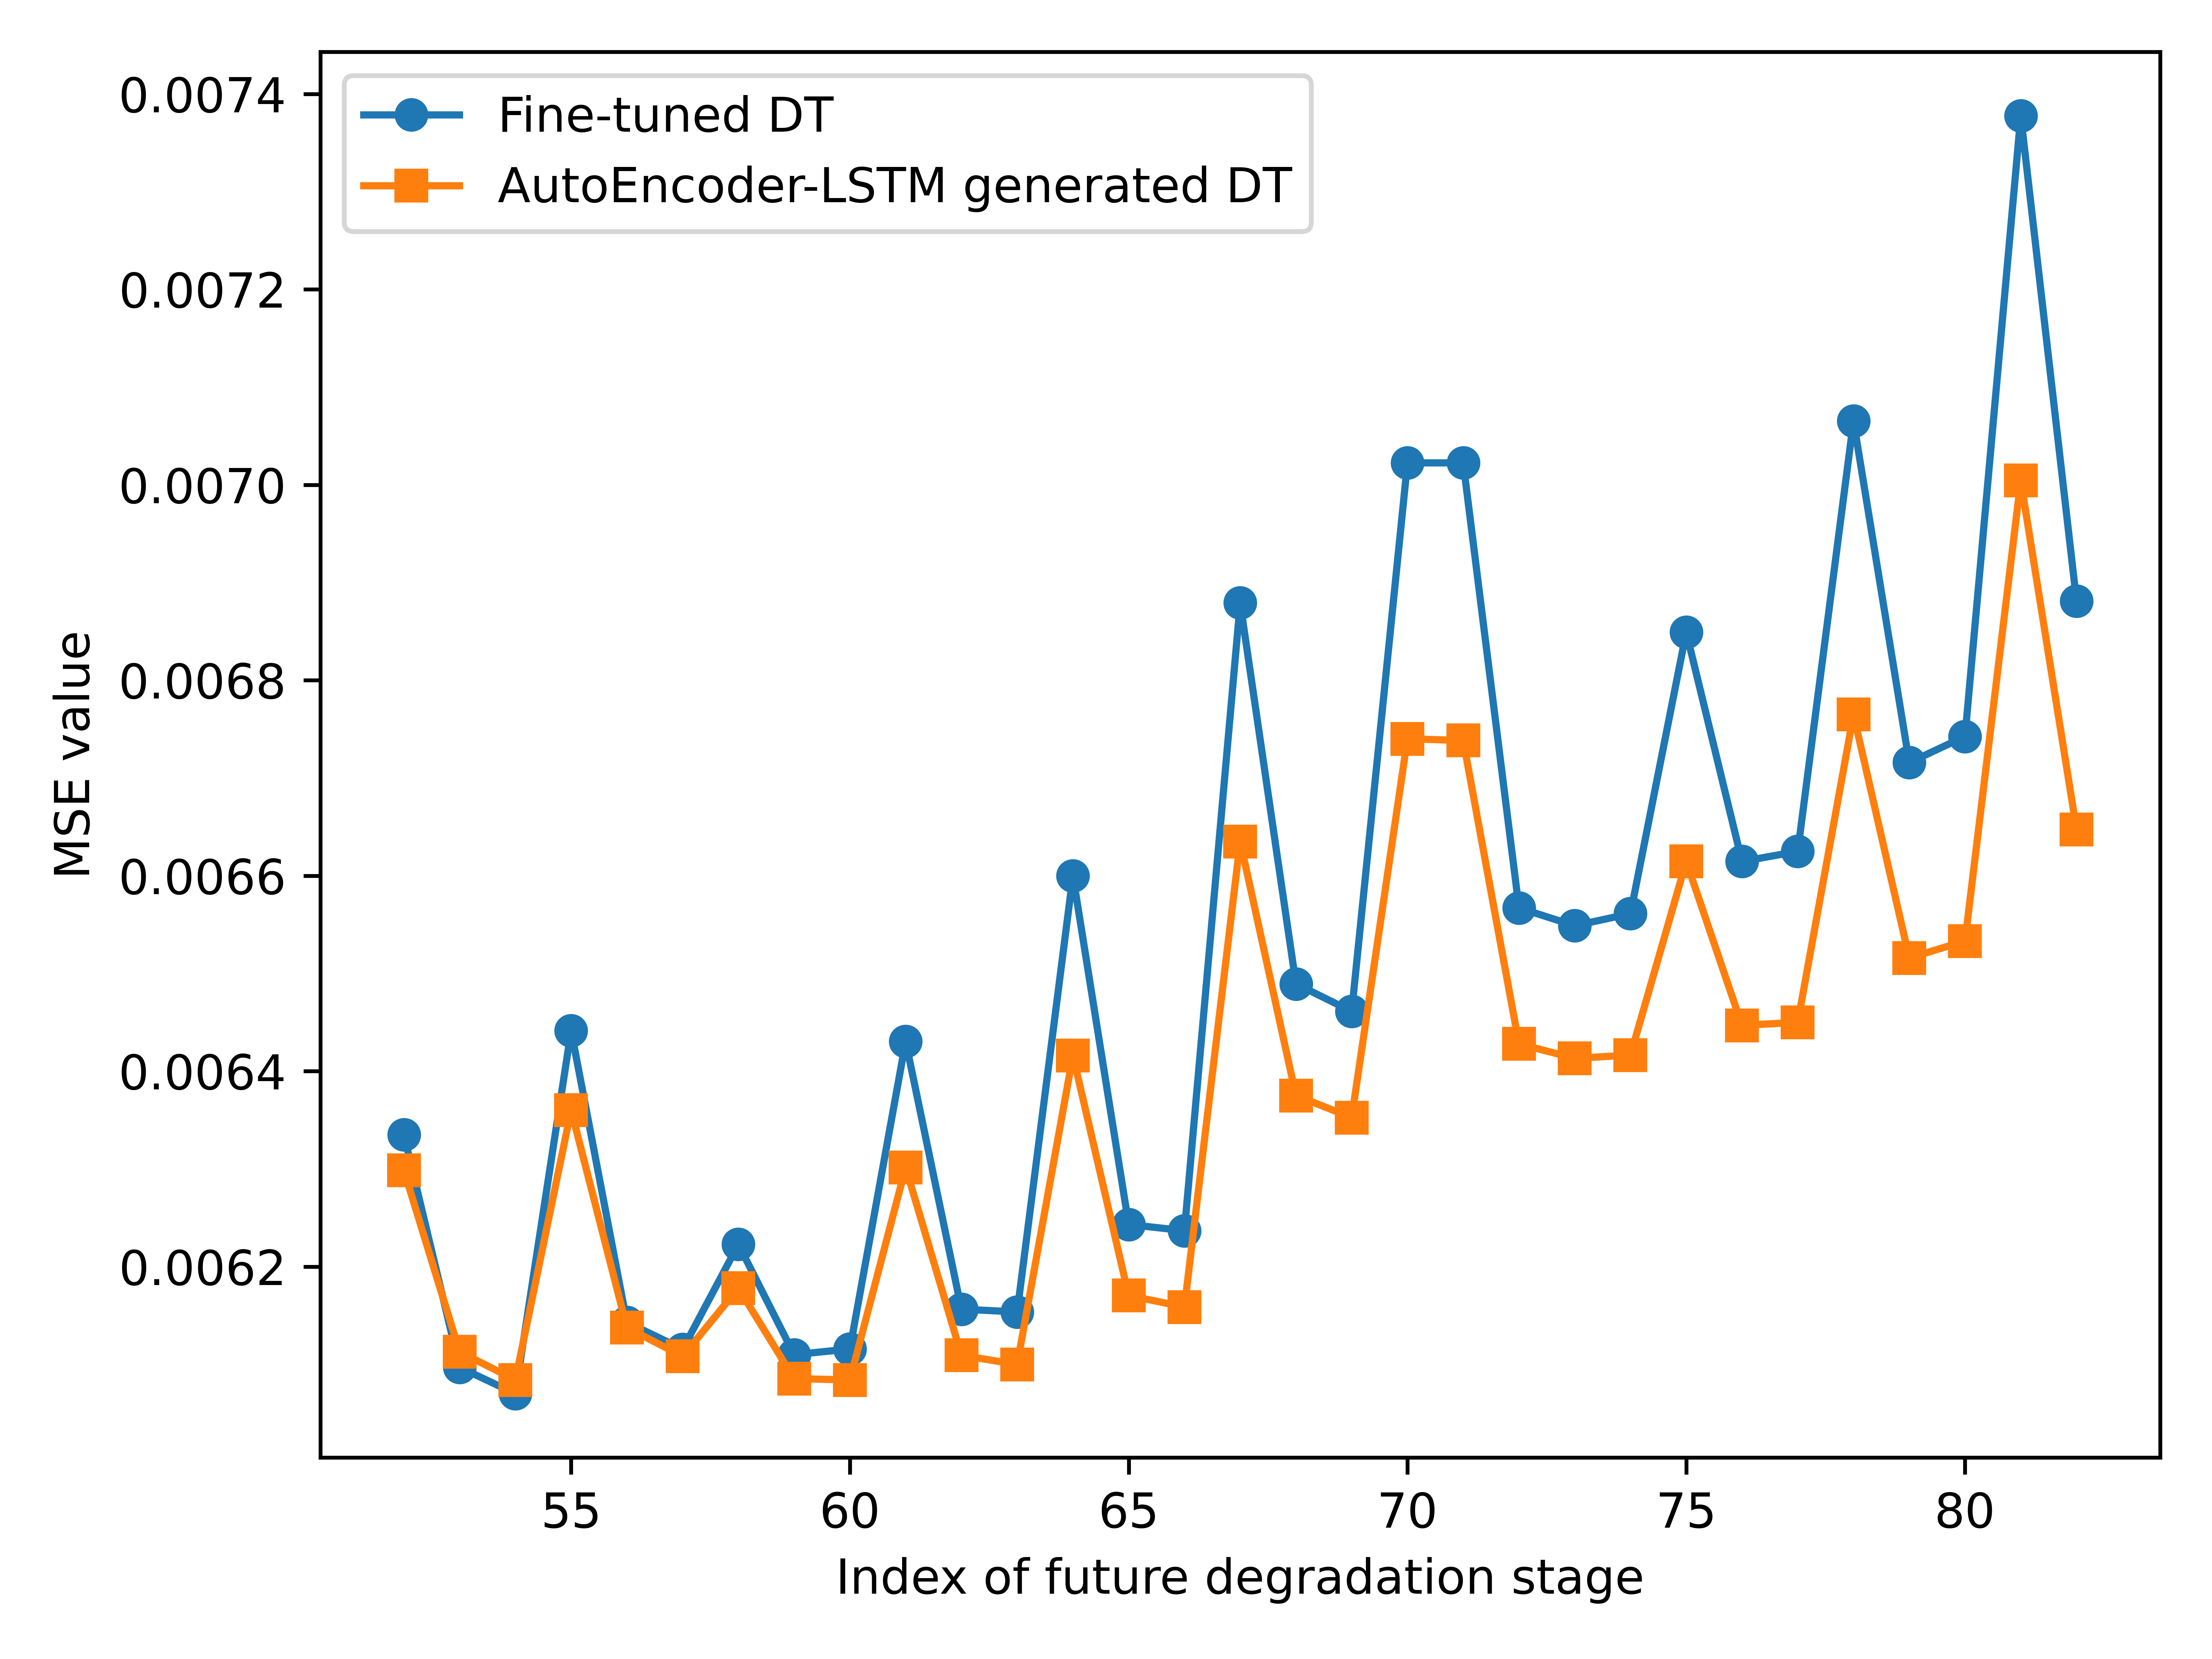 Fine-tuned DT
AutoEncoder-LSTM generated DT
0.0074
0.0072
0.0070
0.0068
0.0066
0.0064
0.0062
MSE value
55 60 65 70 75 80
Index of future degradation stage